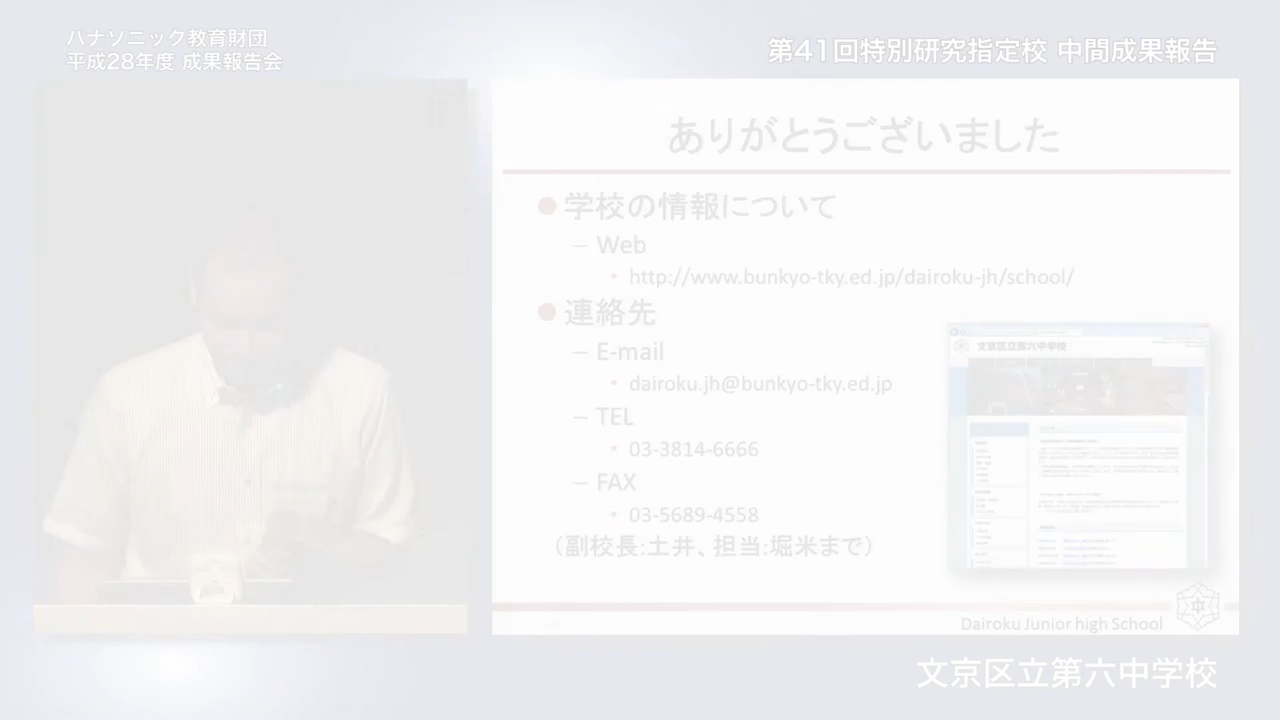 パナソニック教育財団
平成28年度 成果報告会
第41回特別研究指定校 中間成果報告
ありがとうございました
● 学校の情報について
– Web
• http://www.bunkyo-tky.ed.jp/dairoku-jh/school/
● 連絡先
– E-mail
• dairoku.jh@bunkyo-tky.ed.jp
– TEL
• 03-3814-6666
– FAX
• 03-5689-4558
（副校長:土井、担当:堀米まで）
文京区立第六中学校
中
Dairoku Junior high School
文京区立第六中学校